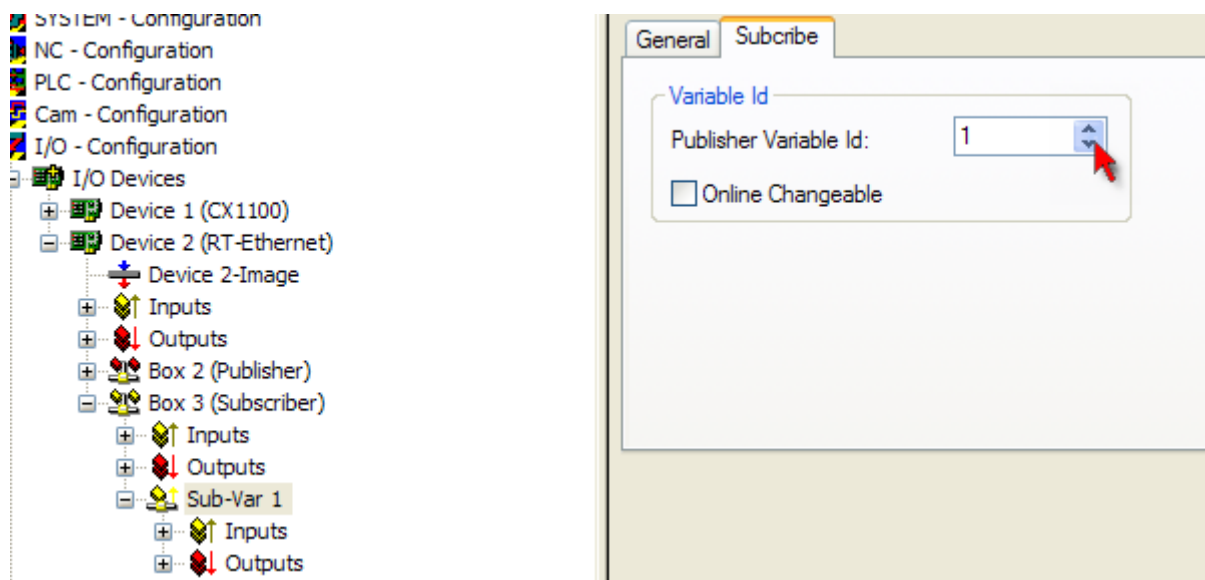 SYSTEM - Configuration
NC - Configuration
PLC - Configuration
Cam - Configuration
I/O - Configuration
I/O Devices
Device 1 (CX1100)
Device 2 (RT-Ethernet)
Device 2-Image
Inputs
Outputs
Box 2 (Publisher)
Box 3 (Subscriber)
Inputs
Outputs
Sub-Var 1
Inputs
Outputs
General Subcribe
Variable Id
Publisher Variable Id: 1
Online Changeable